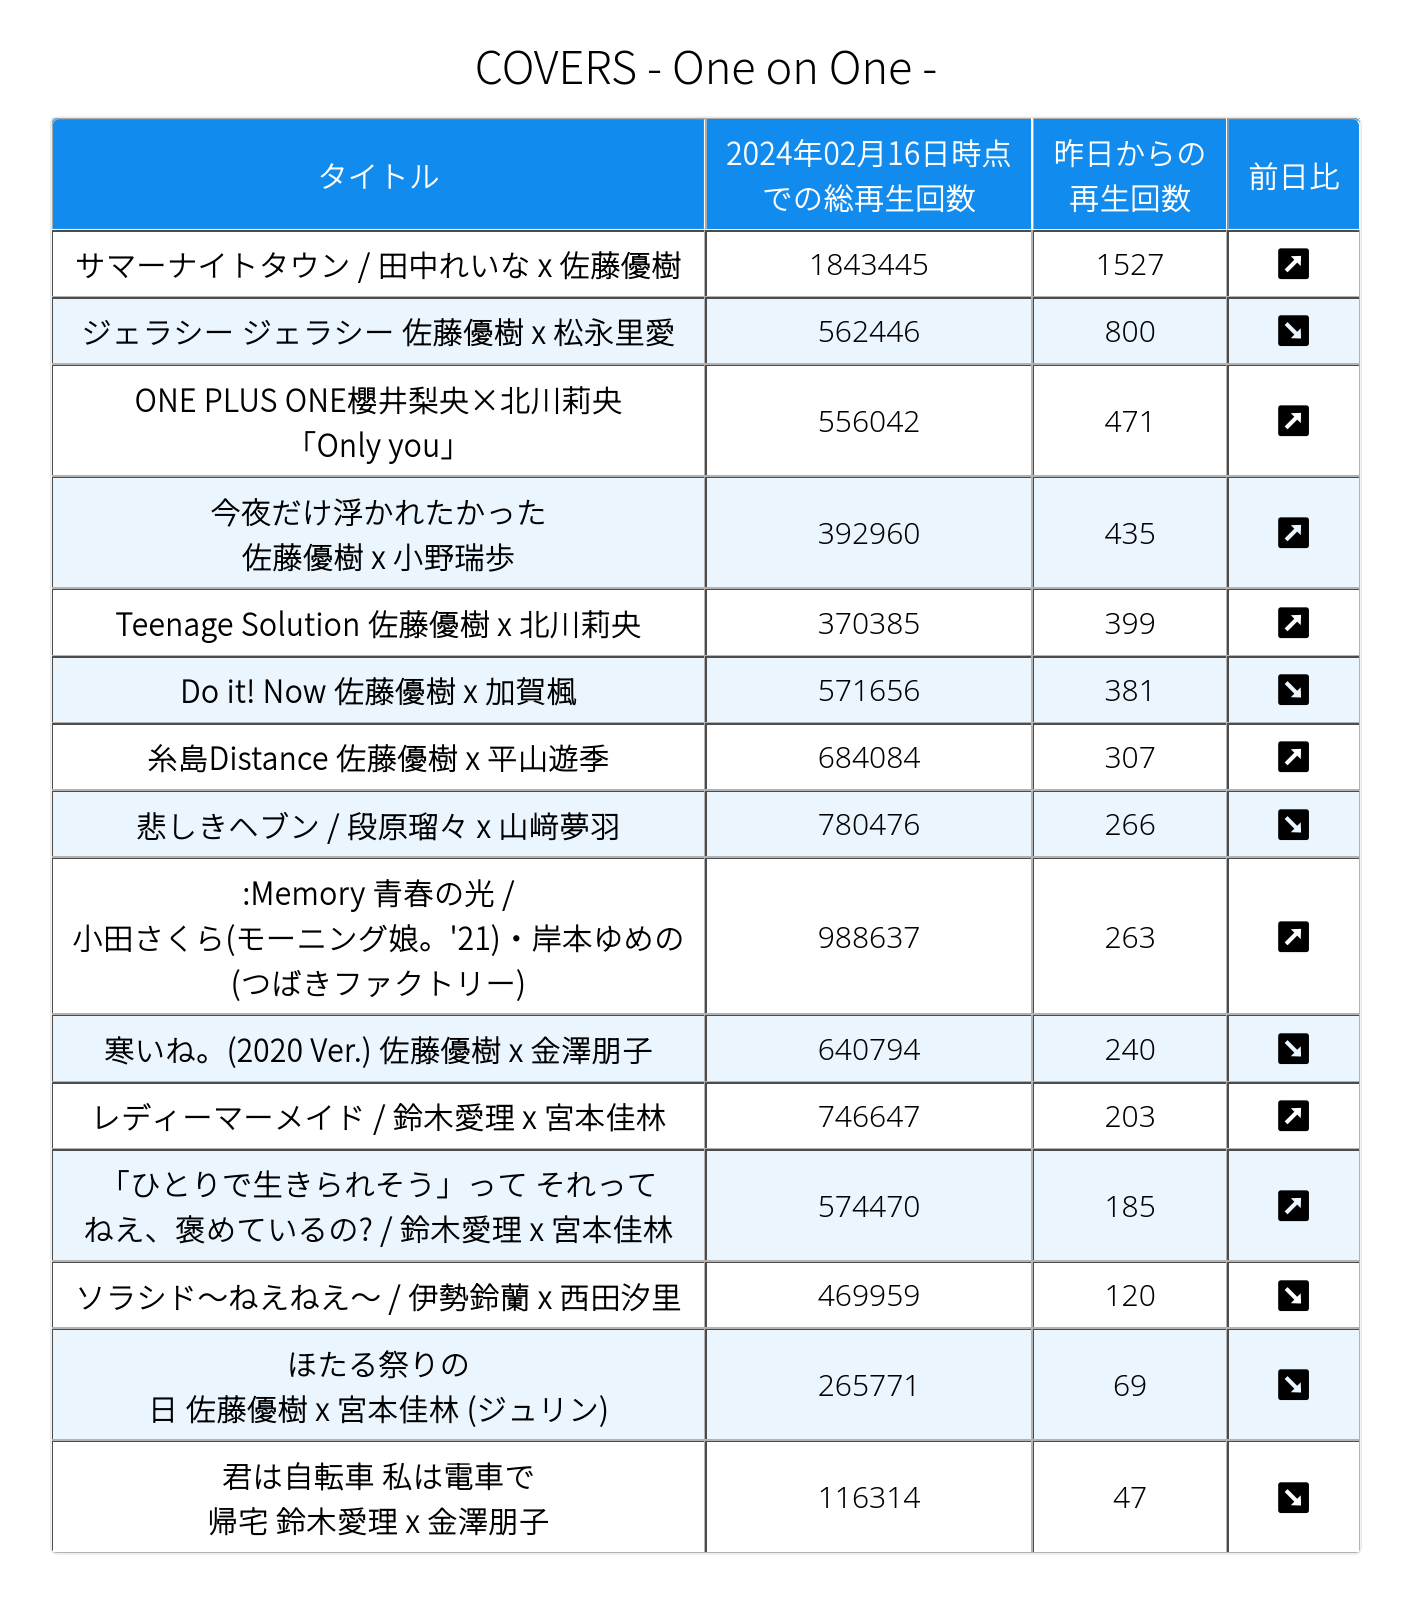 COVERS - One on One -
タイトル
2024年02月16日時点
での総再生回数
昨日からの
再生回数
前日比
サマーナイトタウン / 田中れいな x 佐藤優樹
1843445
1527
ジェラシー ジェラシー 佐藤優樹 x 松永里愛
562446
800
ONE PLUS ONE櫻井梨央×北川莉央
「Only you」
556042
471
今夜だけ浮かれたかった
佐藤優樹 x 小野瑞歩
392960
435
Teenage Solution 佐藤優樹 x 北川莉央
370385
399
Do it! Now 佐藤優樹 x 加賀楓
571656
381
糸島Distance 佐藤優樹 x 平山遊季
684084
307
悲しきヘブン / 段原瑠々 x 山﨑夢羽
780476
266
:Memory 青春の光 /
小田さくら(モーニング娘。'21)・岸本ゆめの
(つばきファクトリー)
988637
263
寒いね。(2020 Ver.) 佐藤優樹 x 金澤朋子
640794
240
レディーマーメイド / 鈴木愛理 x 宮本佳林
746647
203
「ひとりで生きられそう」って それって
ねえ、褒めているの? / 鈴木愛理 x 宮本佳林
574470
185
ソラシド〜ねえねえ〜 / 伊勢鈴蘭 x 西田汐里
469959
120
ほたる祭りの
日 佐藤優樹 x 宮本佳林 (ジュリン)
265771
69
君は自転車 私は電車で
帰宅 鈴木愛理 x 金澤朋子
116314
47